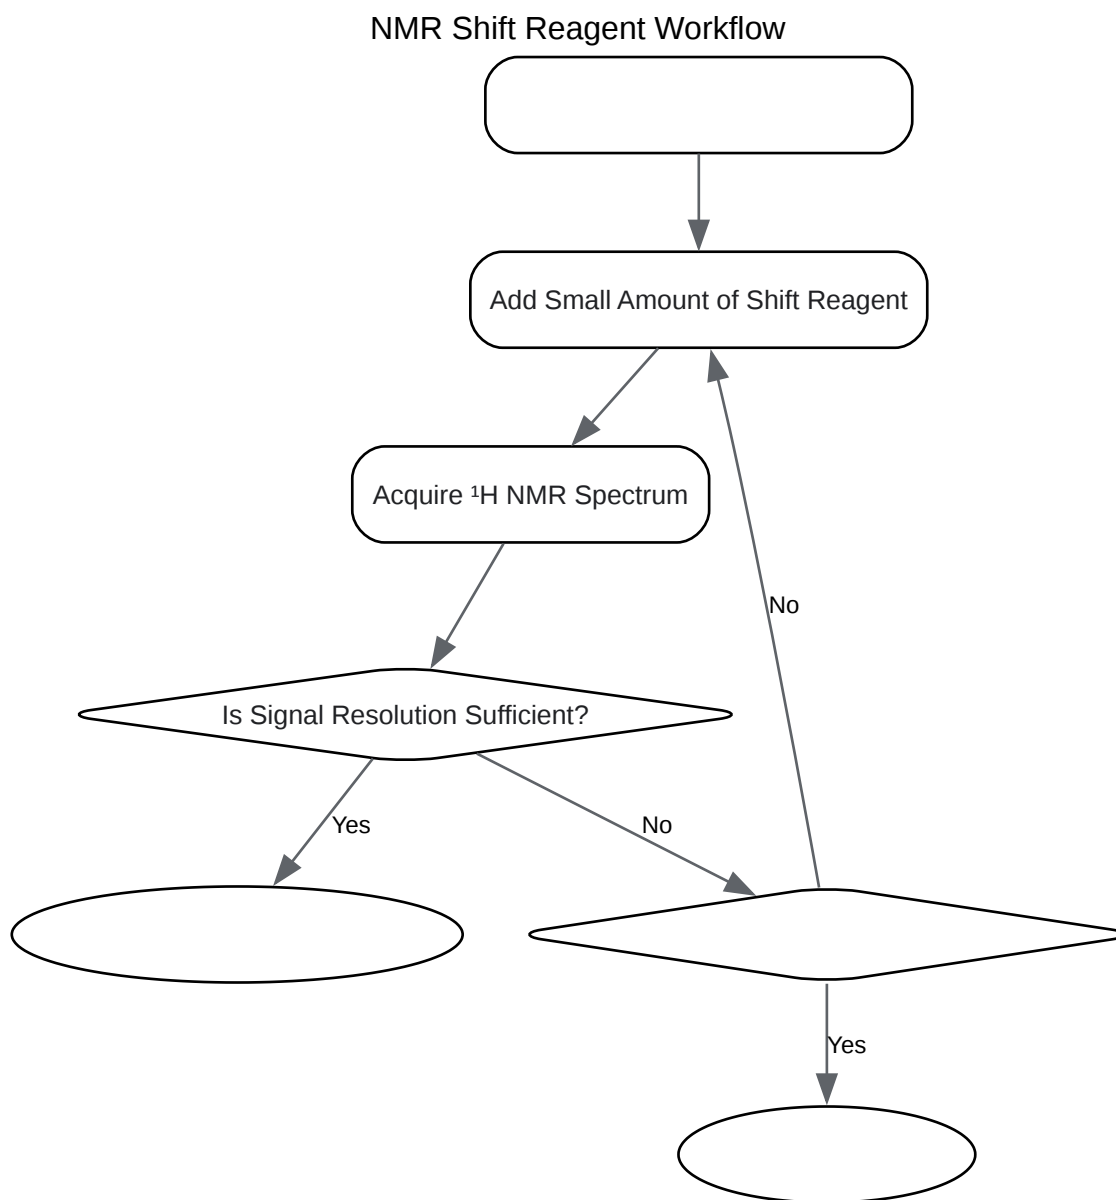 NMR Shift Reagent Workflow
Add Small Amount of Shift Reagent
Acquire ¹H NMR Spectrum
No
Is Signal Resolution Sufficient?
Yes
No
Yes